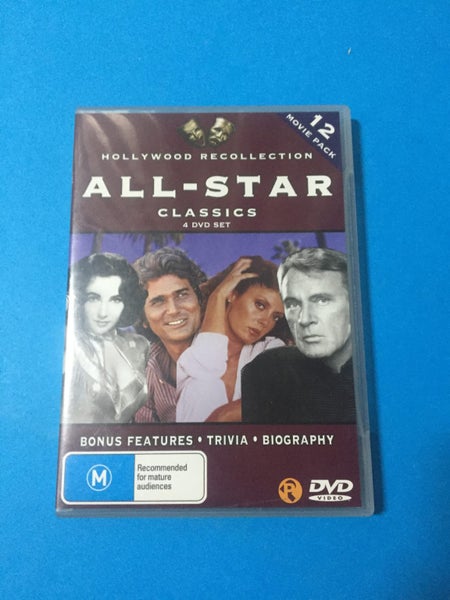 12
MOVIE PACK
HOLLYWOOD RECOLLECTION
ALL-STAR
CLASSICS
4 DVD SET
BONUS FEATURES • TRIVIA • BIOGRAPHY
M
Recommended
for mature
audiences
R
DVD
VIDEO